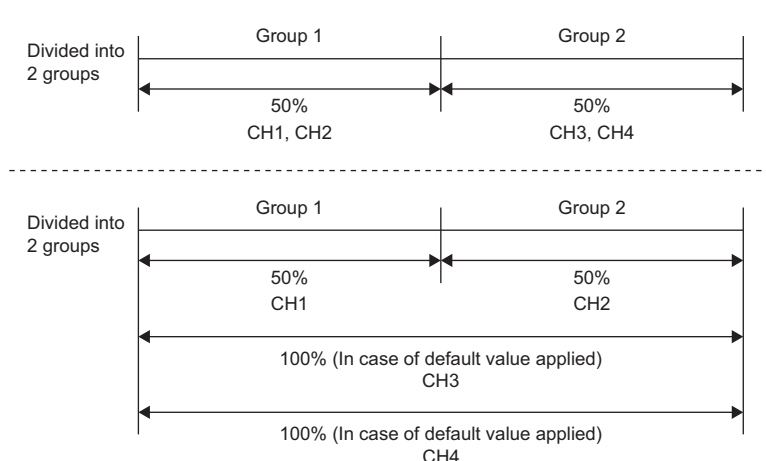 Divided into
2 groups
Group 1
Group 2
50%
50%
CH1, CH2
CH3, CH4
Divided into
2 groups
Group 1
Group 2
50%
50%
CH1
CH2
100% (In case of default value applied)
CH3
100% (In case of default value applied)
CH4